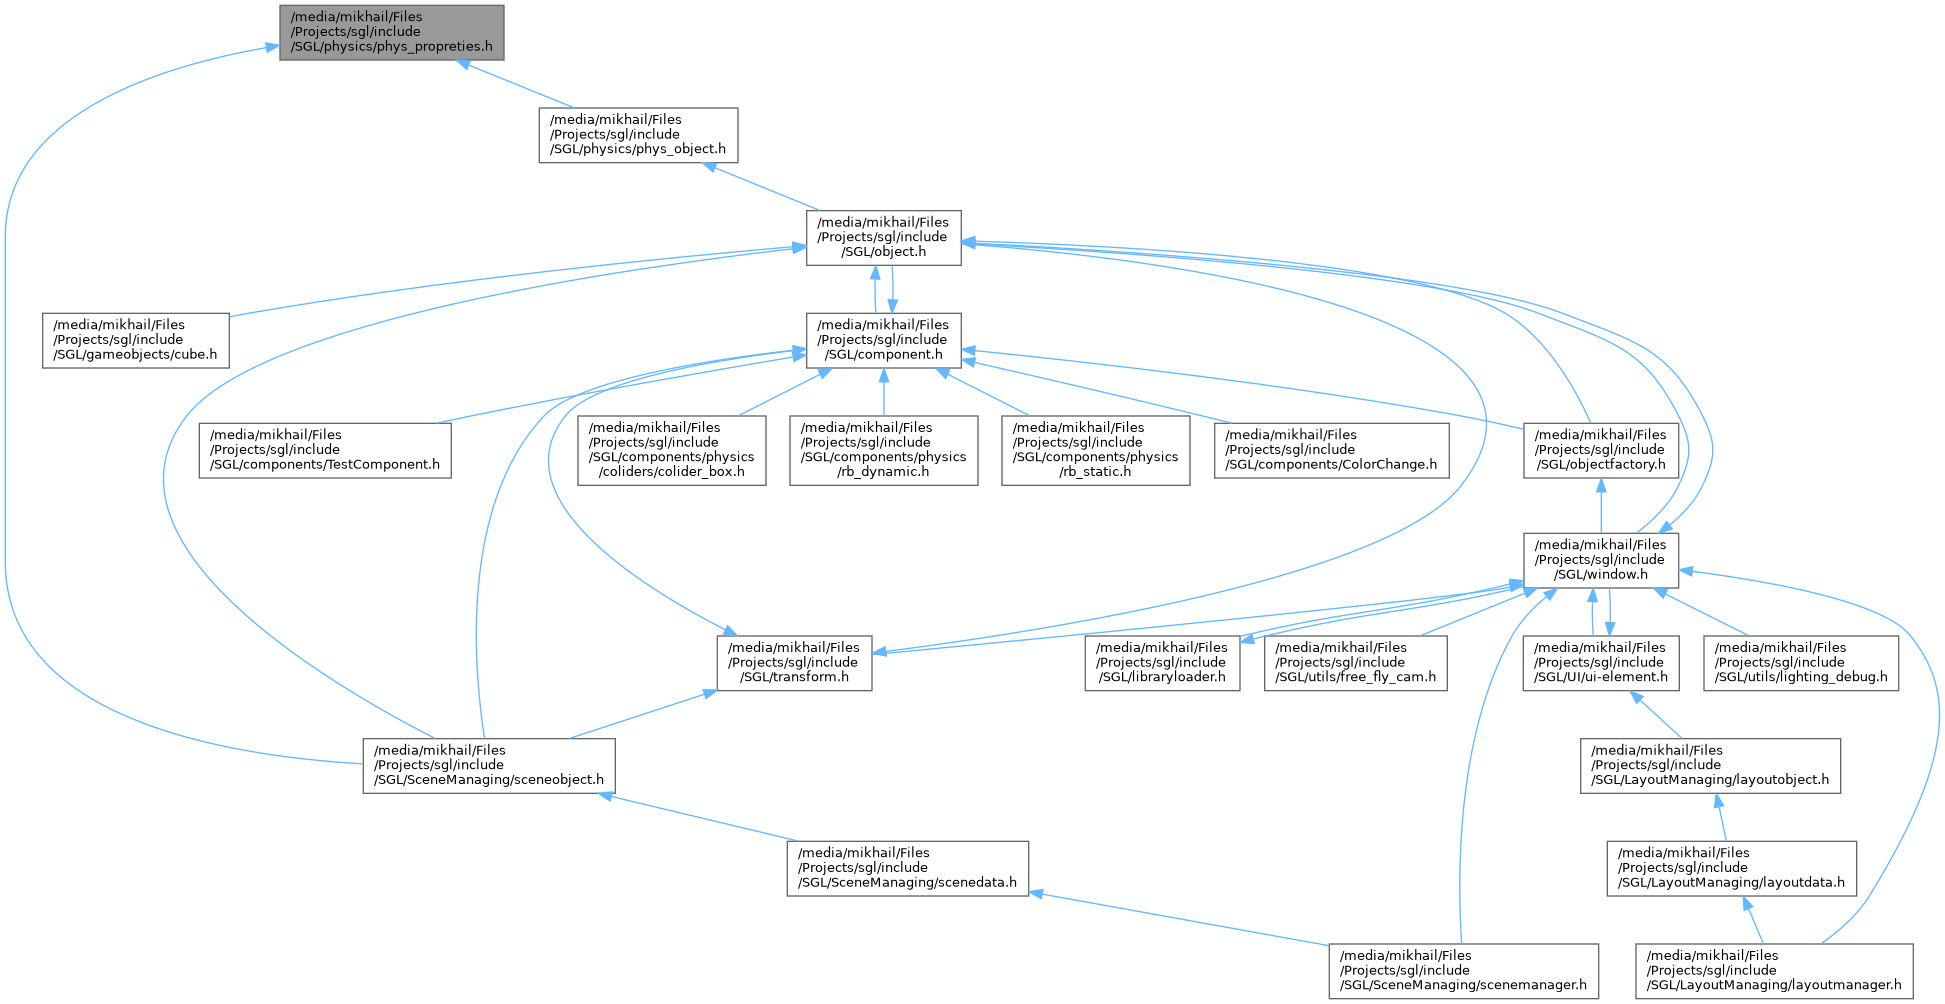 /media/mikhail/Files
/Projects/sgl/include
/SGL/physics/phys_propreties.h
/media/mikhail/Files
/Projects/sgl/include
/SGL/physics/phys_object.h
/media/mikhail/Files
/Projects/sgl/include
/SGL/object.h
/media/mikhail/Files
/Projects/sgl/include
/SGL/gameobjects/cube.h
/media/mikhail/Files
/Projects/sgl/include
/SGL/component.h
/media/mikhail/Files
/Projects/sgl/include
/SGL/components/TestComponent.h
/media/mikhail/Files
/Projects/sgl/include
/SGL/components/physics
/coliders/colider_box.h
/media/mikhail/Files
/Projects/sgl/include
/SGL/components/physics
/rb_dynamic.h
/media/mikhail/Files
/Projects/sgl/include
/SGL/components/physics
/rb_static.h
/media/mikhail/Files
/Projects/sgl/include
/SGL/components/ColorChange.h
/media/mikhail/Files
/Projects/sgl/include
/SGL/objectfactory.h
/media/mikhail/Files
/Projects/sgl/include
/SGL/window.h
/media/mikhail/Files
/Projects/sgl/include
/SGL/transform.h
/media/mikhail/Files
/Projects/sgl/include
/SGL/libraryloader.h
/media/mikhail/Files
/Projects/sgl/include
/SGL/utils/free_fly_cam.h
/media/mikhail/Files
/Projects/sgl/include
/SGL/UI/ui-element.h
/media/mikhail/Files
/Projects/sgl/include
/SGL/utils/lighting_debug.h
/media/mikhail/Files
/Projects/sgl/include
/SGL/SceneManaging/sceneobject.h
/media/mikhail/Files
/Projects/sgl/include
/SGL/LayoutManaging/layoutobject.h
/media/mikhail/Files
/Projects/sgl/include
/SGL/SceneManaging/scenedata.h
/media/mikhail/Files
/Projects/sgl/include
/SGL/LayoutManaging/layoutdata.h
/media/mikhail/Files
/Projects/sgl/include
/SGL/SceneManaging/scenemanager.h
/media/mikhail/Files
/Projects/sgl/include
/SGL/LayoutManaging/layoutmanager.h